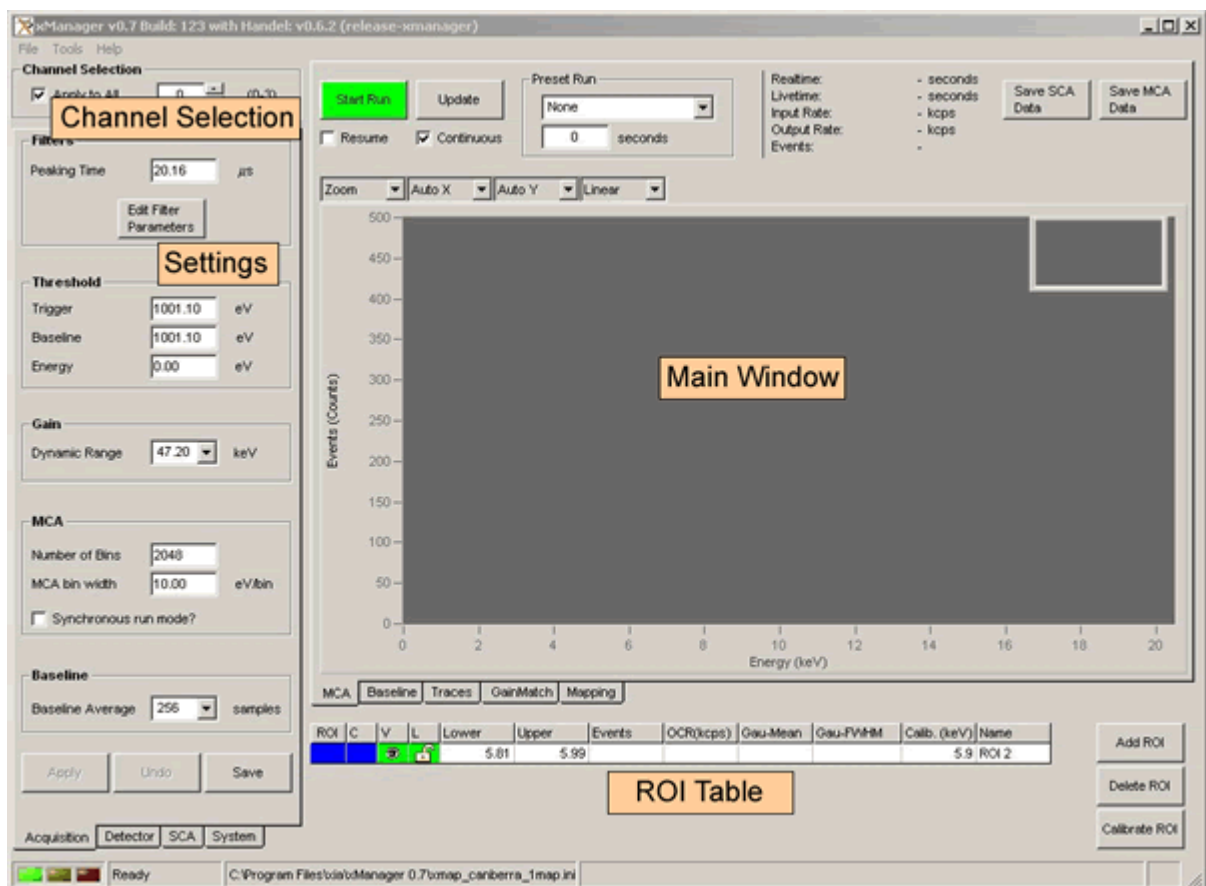 xManager v0.7 Build: 123 with Handel: v0.6.2 (release-xmanager)
File Tools Help
Channel Selection
Apply to All 0 (0-3)
Channel Selection
Filters
Peaking Time 20.16 µs
Edit Filter
Parameters
Settings
Threshold
Trigger 1001.10 eV
Baseline 1001.10 eV
Energy 0.00 eV
Gain
Dynamic Range 47.20 keV
MCA
Number of Bins 2048
MCA bin width 10.00 eV/bin
Synchronous run mode?
Baseline
Baseline Average 256 samples
Apply Undo Save
Acquisition Detector SCA System
Start Run Update
Resume Continuous
Preset Run
None
0 seconds
Realtime: - seconds
Livetime: - seconds
Input Rate: - kcps
Output Rate: - kcps
Events: -
Save SCA
Data
Save MCA
Data
Zoom Auto X Auto Y Linear
500
450
400
350
300
250
200
150
100
50
0
Events (Counts)
Main Window
0 2 4 6 8 10 12 14 16 18 20
Energy (keV)
MCA Baseline Traces GainMatch Mapping
ROI C V L Lower Upper Events OCR(kcps) Gau-Mean Gau-FWHM Calib. (keV) Name
5.81 5.99 5.9 ROI 2
ROI Table
Add ROI
Delete ROI
Calibrate ROI
Ready C:\Program Files\xia\xManager 0.7\xmap_canberra_1map.ini